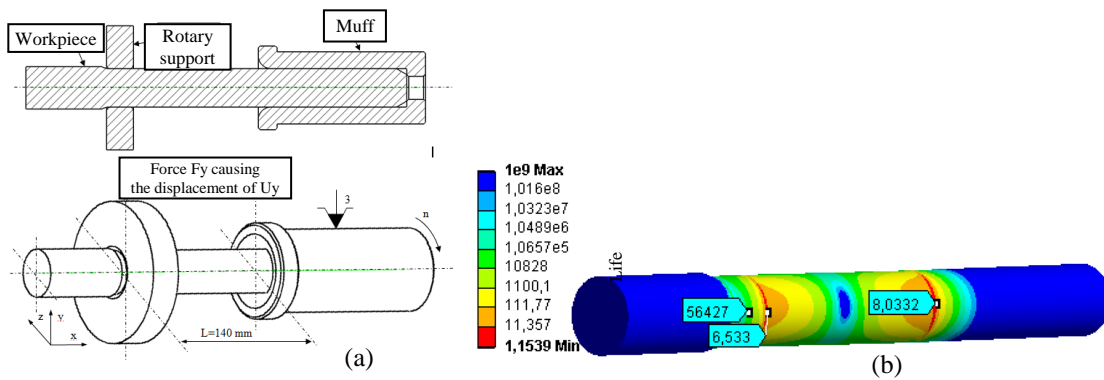 Workpiece
Rotary
support
Muff
Force Fy causing
the displacement of Uy
3
n
z
y
x
L=140 mm
(a)
1e9 Max
1,016e8
1,0323e7
1,0489e6
1,0657e5
10828
1100,1
111,77
11,357
1,1539 Min
Life
56427
6,533
8,0332
(b)